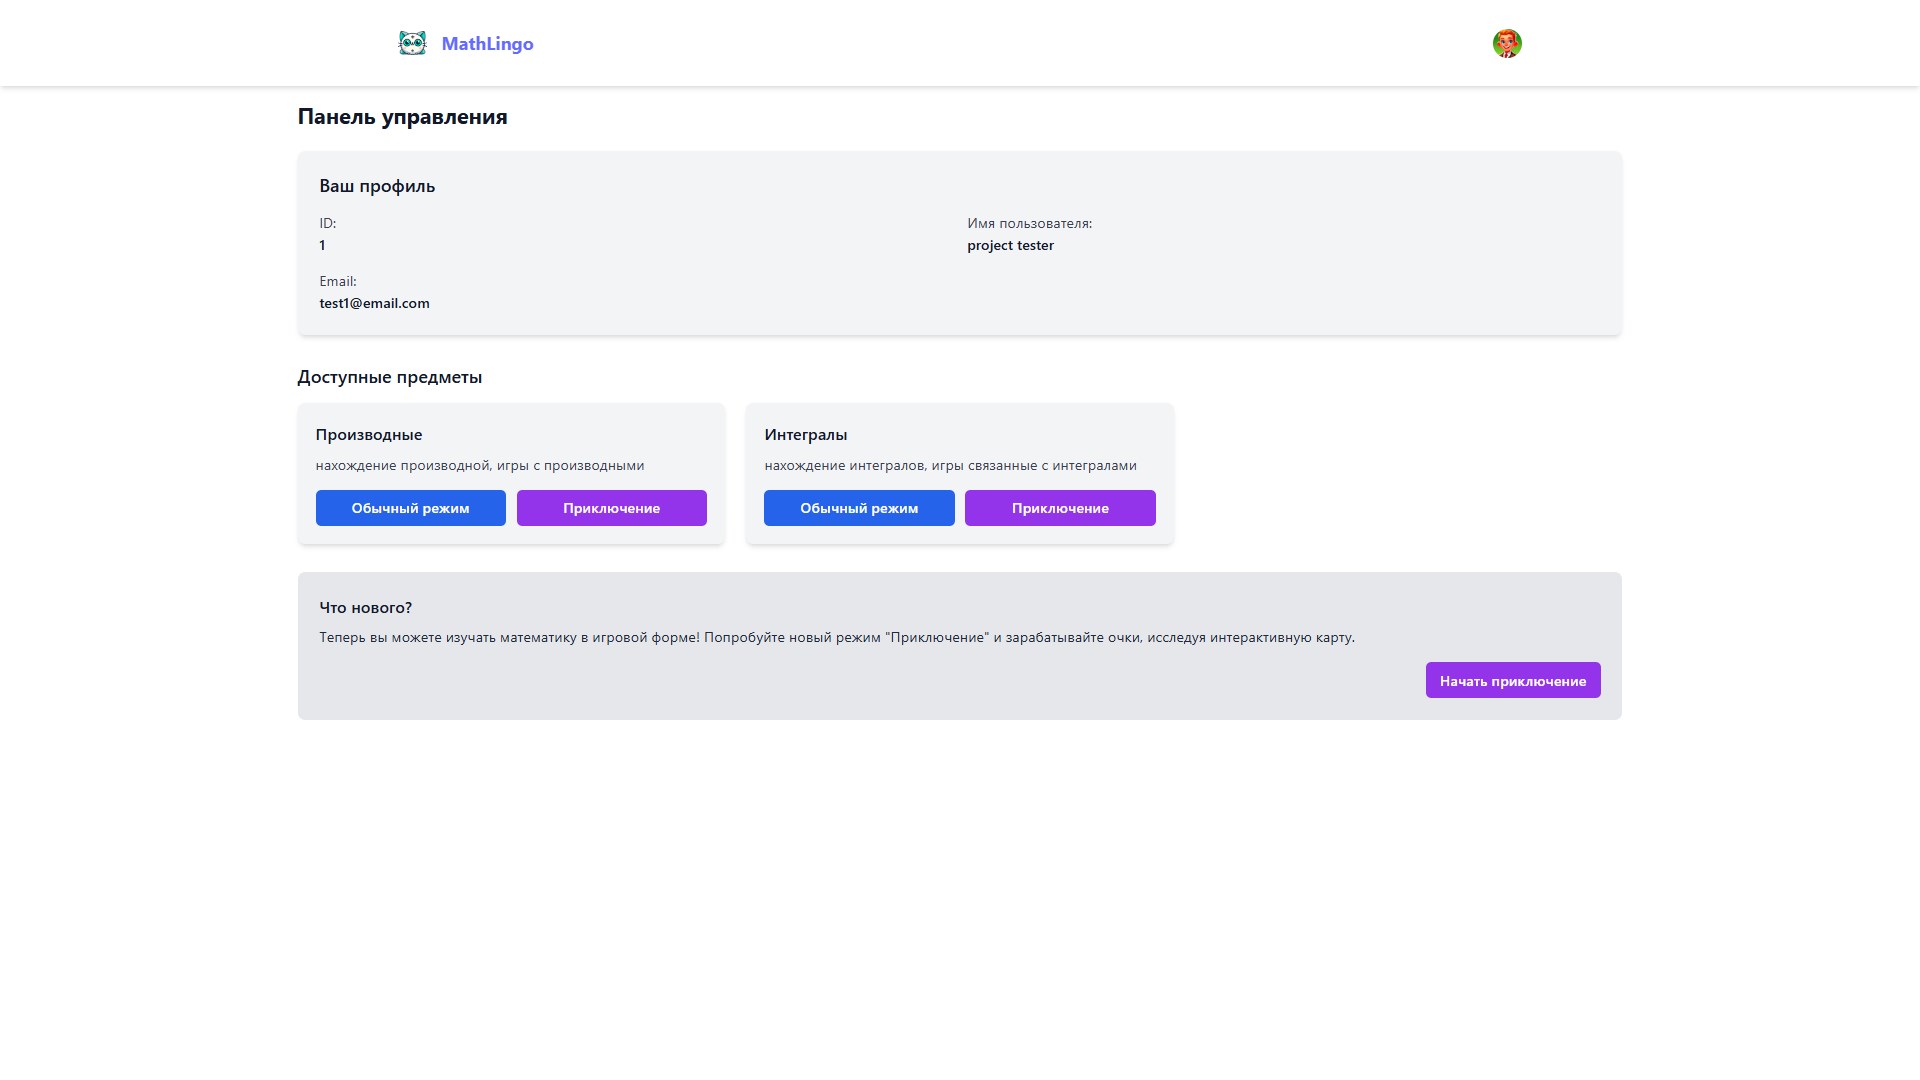 MathLingo
Панель управления
Ваш профиль
ID:
1
Имя пользователя:
project tester
Email:
test1@email.com
Доступные предметы
Производные
нахождение производной, игры с производными
Обычный режим
Приключение
Интегралы
нахождение интегралов, игры связанные с интегралами
Обычный режим
Приключение
Что нового?
Теперь вы можете изучать математику в игровой форме! Попробуйте новый режим "Приключение" и зарабатывайте очки, исследуя интерактивную карту.
Начать приключение